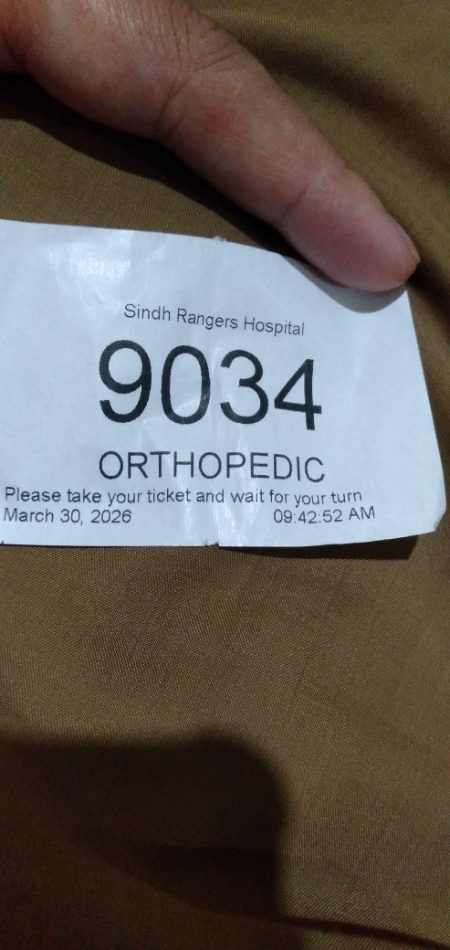 Sindh Rangers Hospital
9034
ORTHOPEDIC
Please take your ticket and wait for your turn
March 30, 2026 09:42:52 AM